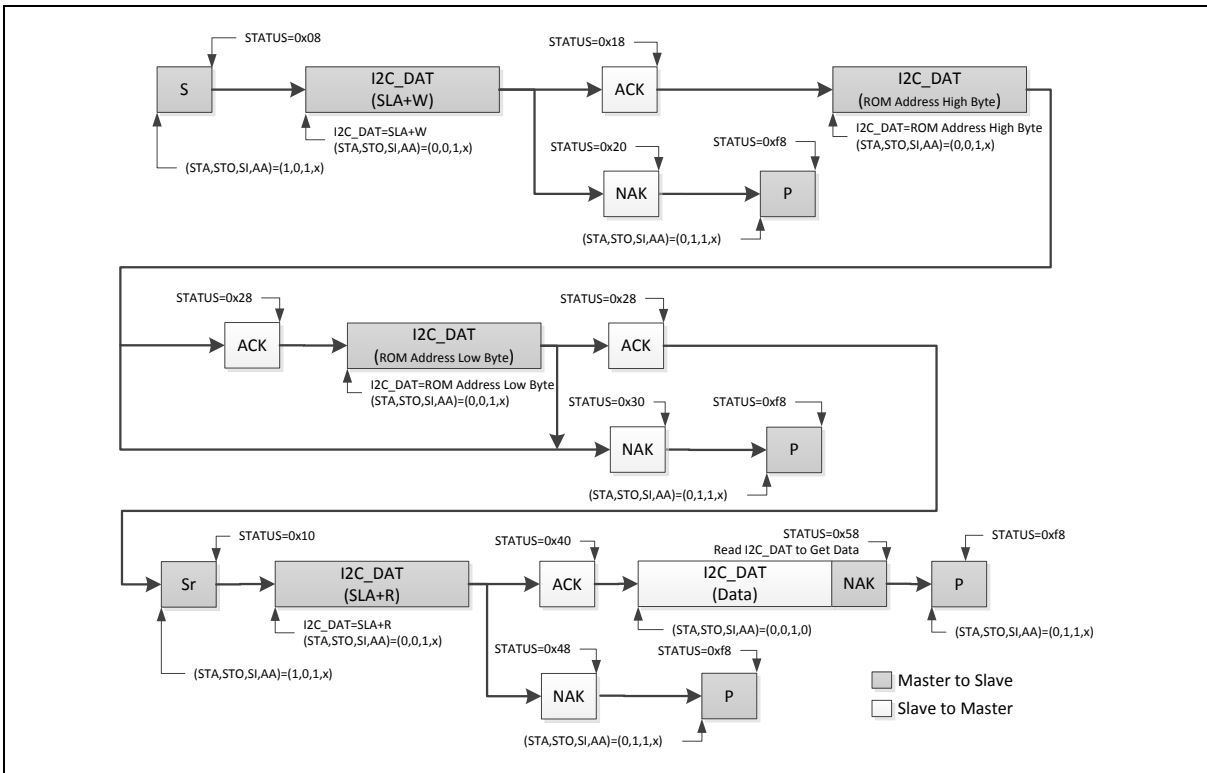 STATUS=0x08
STATUS=0x18
S
I2C_DAT
(SLA+W)
ACK
I2C_DAT
(ROM Address High Byte)
I2C_DAT=SLA+W
(STA,STO,SI,AA)=(0,0,1,x)
I2C_DAT=ROM Address High Byte
(STA,STO,SI,AA)=(0,0,1,x)
(STA,STO,SI,AA)=(1,0,1,x)
STATUS=0x20
STATUS=0xf8
NAK
P
(STA,STO,SI,AA)=(0,1,1,x)
STATUS=0x28
STATUS=0x28
ACK
I2C_DAT
(ROM Address Low Byte)
ACK
I2C_DAT=ROM Address Low Byte
(STA,STO,SI,AA)=(0,0,1,x)
STATUS=0x30
STATUS=0xf8
NAK
P
(STA,STO,SI,AA)=(0,1,1,x)
STATUS=0x10
STATUS=0x40
STATUS=0x58
Read I2C_DAT to Get Data
STATUS=0xf8
Sr
I2C_DAT
(SLA+R)
ACK
I2C_DAT
(Data)
NAK
P
I2C_DAT=SLA+R
(STA,STO,SI,AA)=(0,0,1,x)
(STA,STO,SI,AA)=(0,0,1,0)
(STA,STO,SI,AA)=(0,1,1,x)
(STA,STO,SI,AA)=(1,0,1,x)
STATUS=0x48
STATUS=0xf8
NAK
P
(STA,STO,SI,AA)=(0,1,1,x)
Master to Slave
Slave to Master